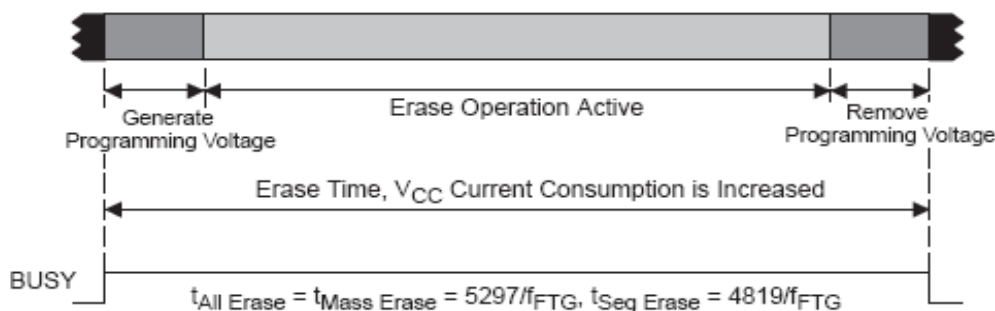 Generate
Programming Voltage
Erase Operation Active
Remove
Programming Voltage
Erase Time, VCC Current Consumption is Increased
BUSY
tAll Erase = tMass Erase = 5297/fFTG, tSeg Erase = 4819/fFTG